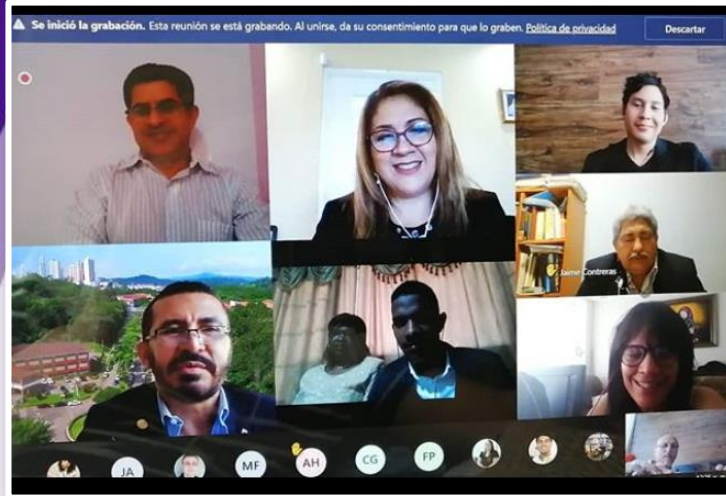 Se inició la grabación. Esta reunión se está grabando. Al unirse, da su consentimiento para que lo graben. Política de privacidad
Descartar
Jaime Contreras
JA
MF
AH
CG
FP